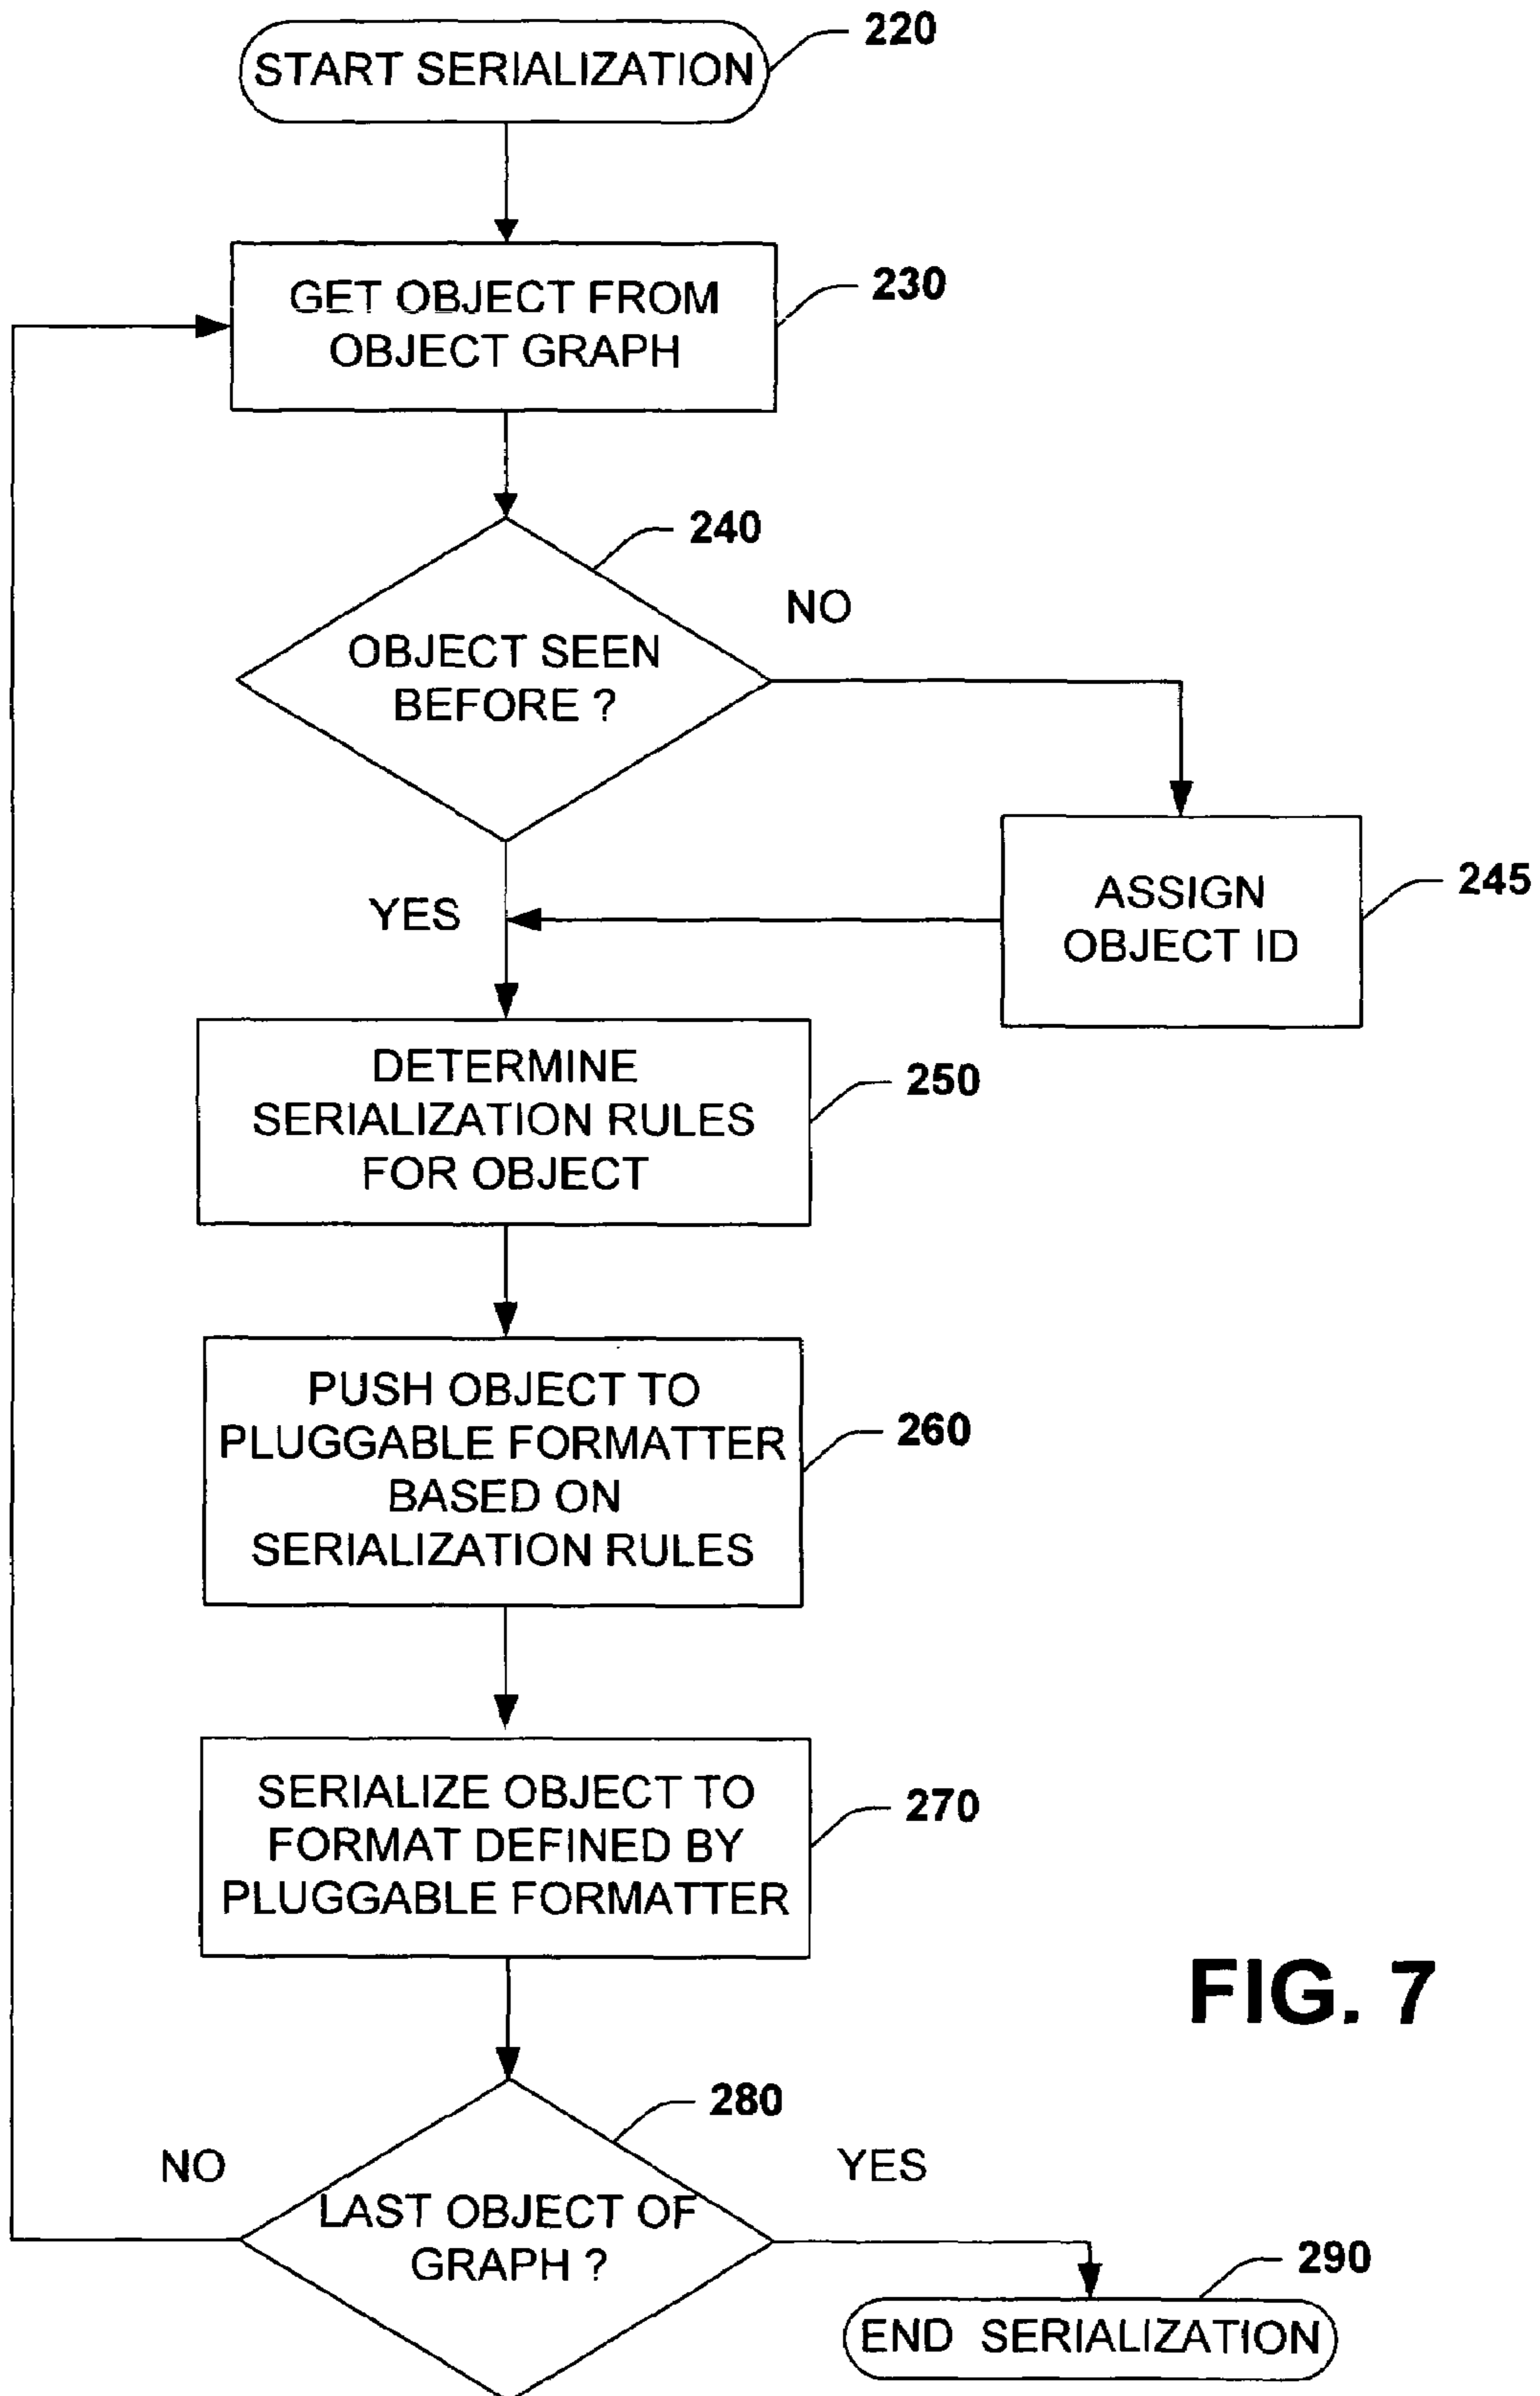 START SERIALIZATION
220
GET OBJECT FROM
OBJECT GRAPH
230
240
OBJECT SEEN
BEFORE ?
NO
ASSIGN
OBJECT ID
245
YES
DETERMINE
SERIALIZATION RULES
FOR OBJECT
250
PUSH OBJECT TO
PLUGGABLE FORMATTER
BASED ON
SERIALIZATION RULES
260
SERIALIZE OBJECT TO
FORMAT DEFINED BY
PLUGGABLE FORMATTER
270
FIG. 7
280
NO
LAST OBJECT OF
GRAPH ?
YES
290
END SERIALIZATION